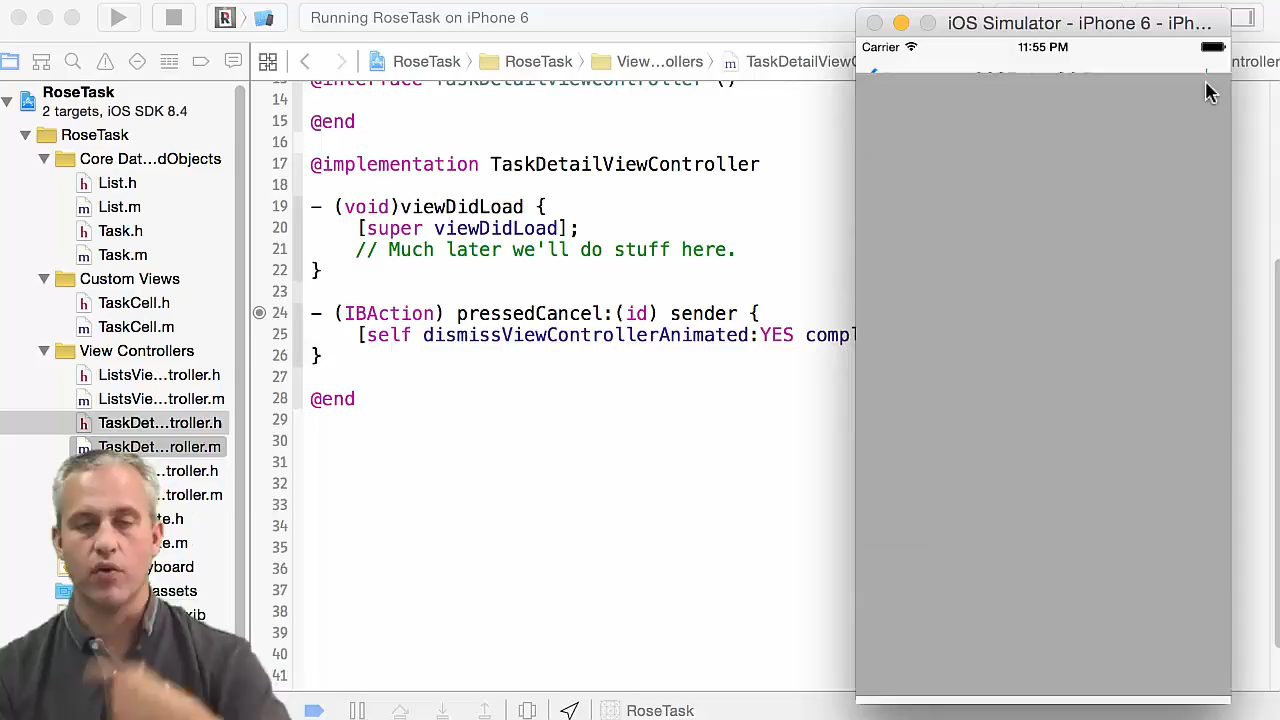 Running RoseTask on iPhone 6
iOS Simulator - iPhone 6 - iPh...
Carrier
11:55 PM
RoseTask
RoseTask
View...ollers
TaskDetailViewC
ontroller
RoseTask
2 targets, iOS SDK 8.4
RoseTask
Core Dat...dObjects
h List.h
m List.m
h Task.h
m Task.m
Custom Views
h TaskCell.h
m TaskCell.m
View Controllers
h ListsVie...troller.h
m ListsVie...troller.m
h TaskDet...troller.h
m TaskDet...roller.m
...troller.h
...troller.m
te.h
te.m
yboard
assets
xib
@interface TaskDetailViewController ()
14
15 @end
16
17 @implementation TaskDetailViewController
18
19 - (void)viewDidLoad {
20 [super viewDidLoad];
21 // Much later we'll do stuff here.
22 }
23
24 - (IBAction) pressedCancel:(id) sender {
25 [self dismissViewControllerAnimated:YES compl
26 }
27
28 @end
29
30
31
32
33
34
35
36
37
38
39
40
41
RoseTask